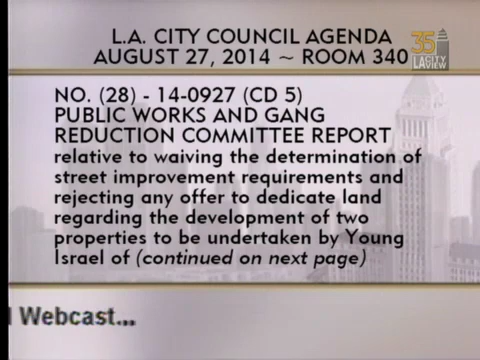 L.A. CITY COUNCIL AGENDA
AUGUST 27, 2014 ~ ROOM 340
35
LACITY
VIEW
NO. (28) - 14-0927 (CD 5)
PUBLIC WORKS AND GANG
REDUCTION COMMITTEE REPORT
relative to waiving the determination of
street improvement requirements and
rejecting any offer to dedicate land
regarding the development of two
properties to be undertaken by Young
Israel of (continued on next page)
Webcast...